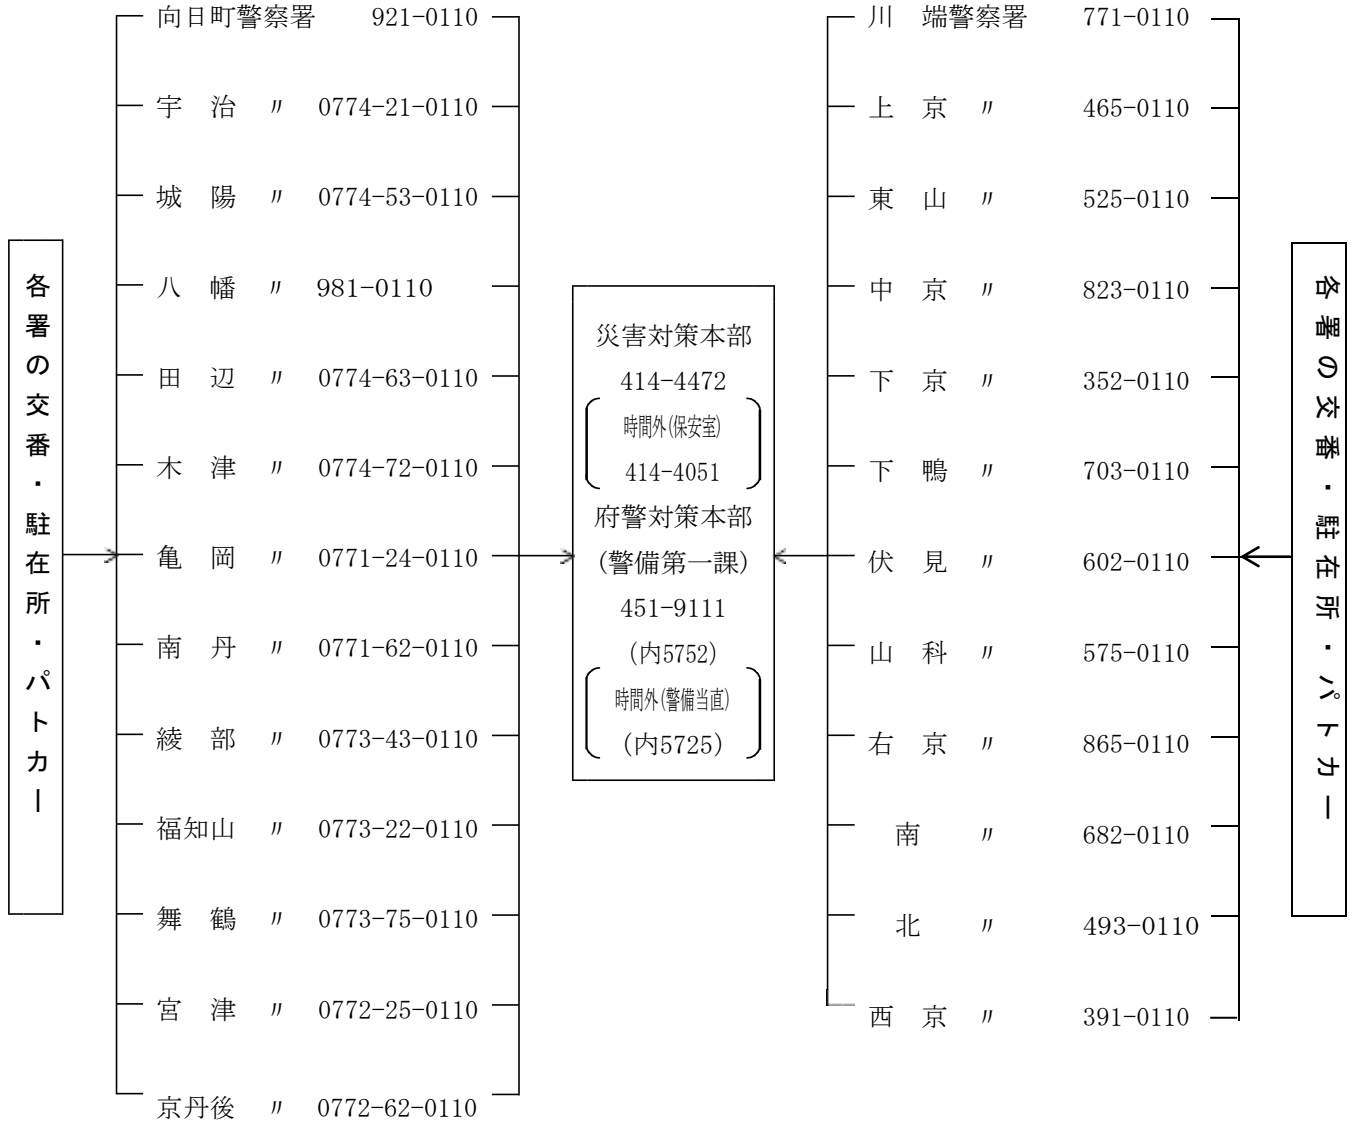 各署の交番・駐在所・パトカー
向日町警察署 921-0110
宇 治 〃 0774-21-0110
城 陽 〃 0774-53-0110
八 幡 〃 981-0110
田 辺 〃 0774-63-0110
木 津 〃 0774-72-0110
亀 岡 〃 0771-24-0110
南 丹 〃 0771-62-0110
綾 部 〃 0773-43-0110
福知山 〃 0773-22-0110
舞 鶴 〃 0773-75-0110
宮 津 〃 0772-25-0110
京丹後 〃 0772-62-0110
災害対策本部
414-4472
時間外(保安室)
414-4051
府警対策本部
(警備第一課)
451-9111
(内5752)
時間外(警備当直)
(内5725)
川 端警察署 771-0110
上 京 〃 465-0110
東 山 〃 525-0110
中 京 〃 823-0110
下 京 〃 352-0110
下 鴨 〃 703-0110
伏 見 〃 602-0110
山 科 〃 575-0110
右 京 〃 865-0110
南 〃 682-0110
北 〃 493-0110
西 京 〃 391-0110
各署の交番・駐在所・パトカー